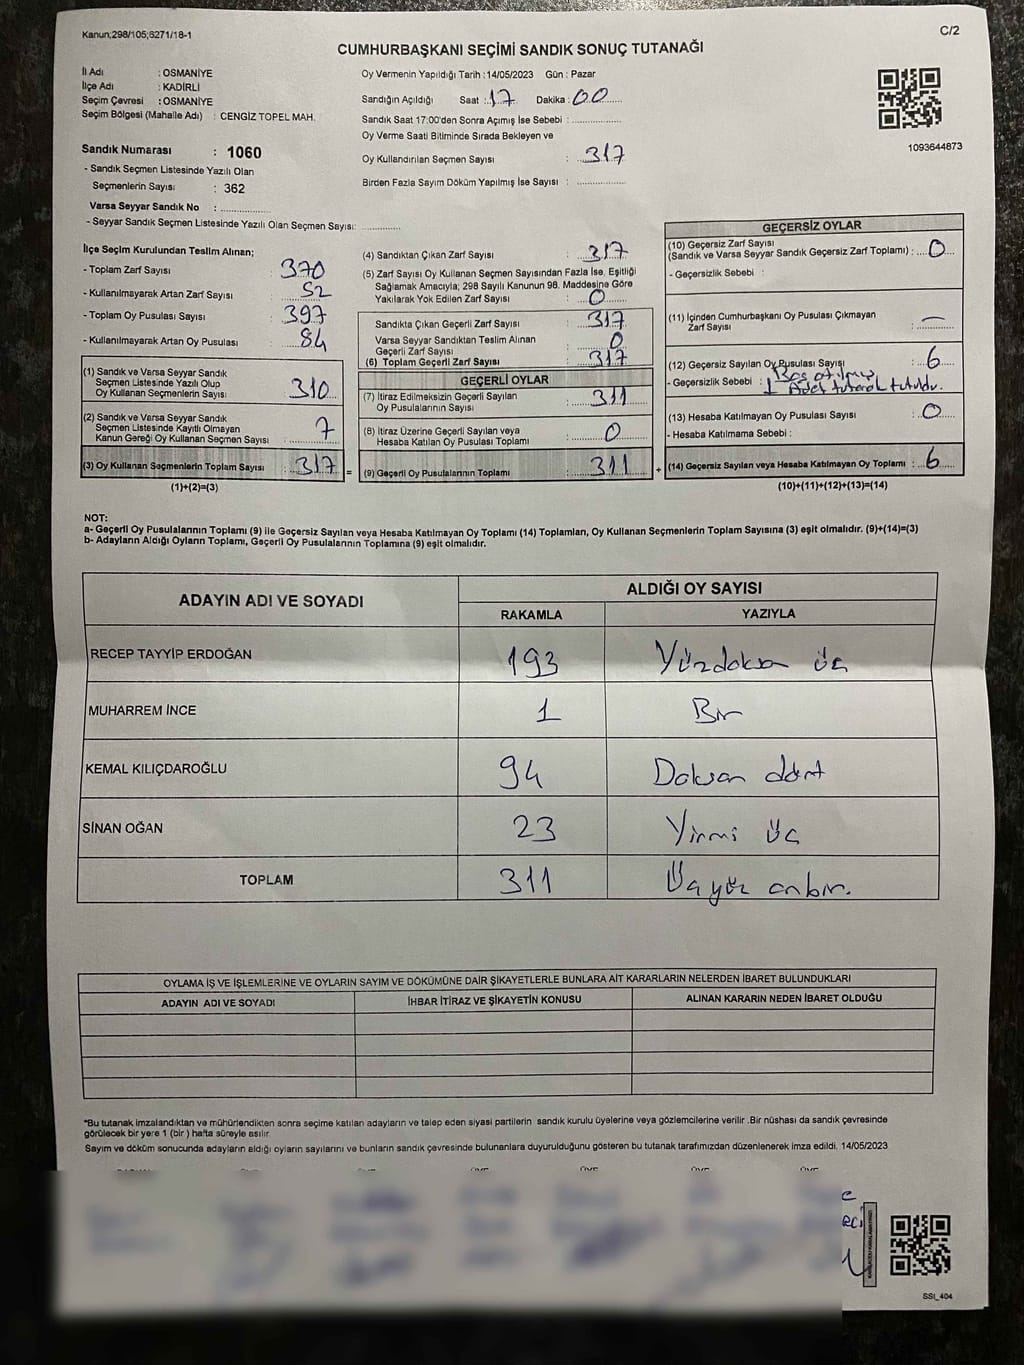 Kanun;298/105;6271/18-1
C/2
CUMHURBAŞKANI SEÇİMİ SANDIK SONUÇ TUTANAĞI
İl Adı : OSMANİYE
İlçe Adı : KADİRLİ
Seçim Çevresi : OSMANİYE
Seçim Bölgesi (Mahalle Adı) : CENGİZ TOPEL MAH.
Sandık Numarası : 1060
- Sandık Seçmen Listesinde Yazılı Olan
Seçmenlerin Sayısı : 362
Varsa Seyyar Sandık No : ..................
- Seyyar Sandık Seçmen Listesinde Yazılı Olan Seçmen Sayısı: .............
Oy Vermenin Yapıldığı Tarih :14/05/2023 Gün : Pazar
Sandığın Açıldığı Saat : 17 Dakika : 00
Sandık Saat 17:00'den Sonra Açımış İse Sebebi : ................
Oy Verme Saati Bitiminde Sırada Bekleyen ve
Oy Kullandırılan Seçmen Sayısı : 317
Birden Fazla Sayım Döküm Yapılmış İse Sayısı : ................
1093644873
İlçe Seçim Kurulundan Teslim Alınan;
- Toplam Zarf Sayısı : 370
- Kullanılmayarak Artan Zarf Sayısı : 52
- Toplam Oy Pusulası Sayısı : 397
- Kullanılmayarak Artan Oy Pusulası : 84
(1) Sandık ve Varsa Seyyar Sandık
Seçmen Listesinde Yazılı Olup
Oy Kullanan Seçmenlerin Sayısı : 310
(2) Sandık ve Varsa Seyyar Sandık
Seçmen Listesinde Kayıtlı Olmayan
Kanun Gereği Oy Kullanan Seçmen Sayısı : 7
(3) Oy Kullanan Seçmenlerin Toplam Sayısı : 317 =
(1)+(2)=(3)
(4) Sandıktan Çıkan Zarf Sayısı : 317
(5) Zarf Sayısı Oy Kullanan Seçmen Sayısından Fazla İse, Eşitliği
Sağlamak Amacıyla; 298 Sayılı Kanunun 98. Maddesine Göre
Yakılarak Yok Edilen Zarf Sayısı : 0
Sandıkta Çıkan Geçerli Zarf Sayısı : 317
Varsa Seyyar Sandıktan Teslim Alınan
Geçerli Zarf Sayısı : 0
(6) Toplam Geçerli Zarf Sayısı : 317
GEÇERLİ OYLAR
(7) İtiraz Edilmeksizin Geçerli Sayılan
Oy Pusulalarının Sayısı : 311
(8) İtiraz Üzerine Geçerli Sayılan veya
Hesaba Katılan Oy Pusulası Toplamı : 0
(9) Geçerli Oy Pusulalarının Toplamı : 311 +
GEÇERSİZ OYLAR
(10) Geçersiz Zarf Sayısı
(Sandık ve Varsa Seyyar Sandık Geçersiz Zarf Toplamı) : 0
- Geçersizlik Sebebi :
(11) İçinden Cumhurbaşkanı Oy Pusulası Çıkmayan
Zarf Sayısı : —
(12) Geçersiz Sayılan Oy Pusulası Sayısı : 6
Boş atılmış
- Geçersizlik Sebebi : 1 Adet tutanak tutuldu.
(13) Hesaba Katılmayan Oy Pusulası Sayısı : 0
- Hesaba Katılmama Sebebi :
(14) Geçersiz Sayılan veya Hesaba Katılmayan Oy Toplamı : 6
(10)+(11)+(12)+(13)=(14)
NOT:
a- Geçerli Oy Pusulalarının Toplamı (9) ile Geçersiz Sayılan veya Hesaba Katılmayan Oy Toplamı (14) Toplamları, Oy Kullanan Seçmenlerin Toplam Sayısına (3) eşit olmalıdır. (9)+(14)=(3)
b- Adayların Aldığı Oyların Toplamı, Geçerli Oy Pusulalarının Toplamına (9) eşit olmalıdır.
ADAYIN ADI VE SOYADI ALDIĞI OY SAYISI
RAKAMLA YAZIYLA
RECEP TAYYİP ERDOĞAN 193 Yüzdoksan üç
MUHARREM İNCE 1 Bir
KEMAL KILIÇDAROĞLU 94 Doksan dört
SİNAN OĞAN 23 Yirmi üç
TOPLAM 311 Üçyüz onbir.
OYLAMA İŞ VE İŞLEMLERİNE VE OYLARIN SAYIM VE DÖKÜMÜNE DAİR ŞİKAYETLERLE BUNLARA AİT KARARLARIN NELERDEN İBARET BULUNDUKLARI
ADAYIN ADI VE SOYADI İHBAR İTİRAZ VE ŞİKAYETİN KONUSU ALINAN KARARIN NEDEN İBARET OLDUĞU
*Bu tutanak imzalandıktan ve mühürlendikten sonra seçime katılan adayların ve talep eden siyasi partilerin sandık kurulu üyelerine veya gözlemcilerine verilir .Bir nüshası da sandık çevresinde
görülecek bir yere 1 (bir ) hafta süreyle asılır.
Sayım ve döküm sonucunda adayların aldığı oyların sayılarını ve bunların sandık çevresinde bulunanlara duyurulduğunu gösteren bu tutanak tarafımızdan düzenlenerek imza edildi. 14/05/2023
SSI_404